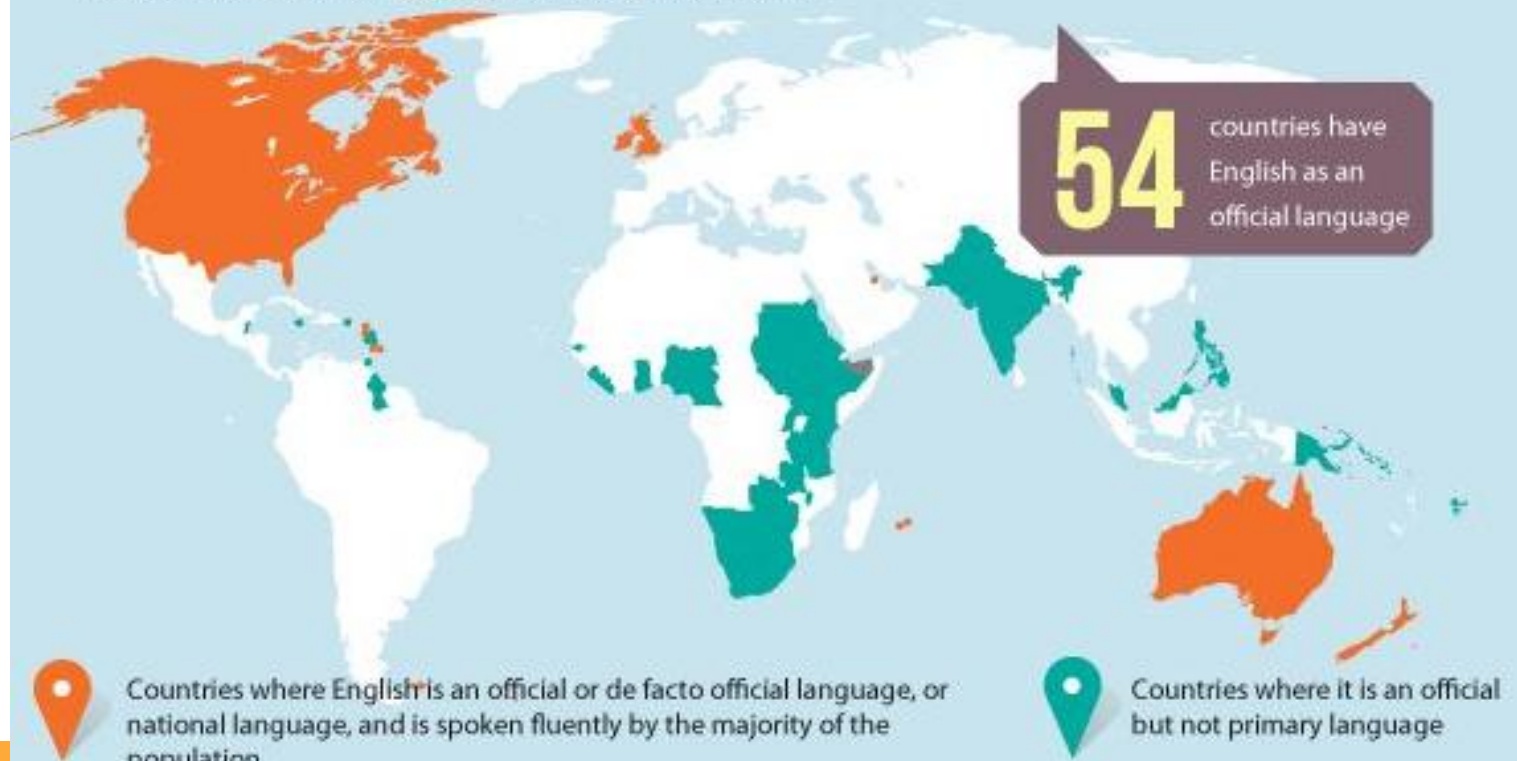 54
countries have
English as an
official language
Countries where English is an official or de facto official language, or
national language, and is spoken fluently by the majority of the
population
Countries where it is an official
but not primary language